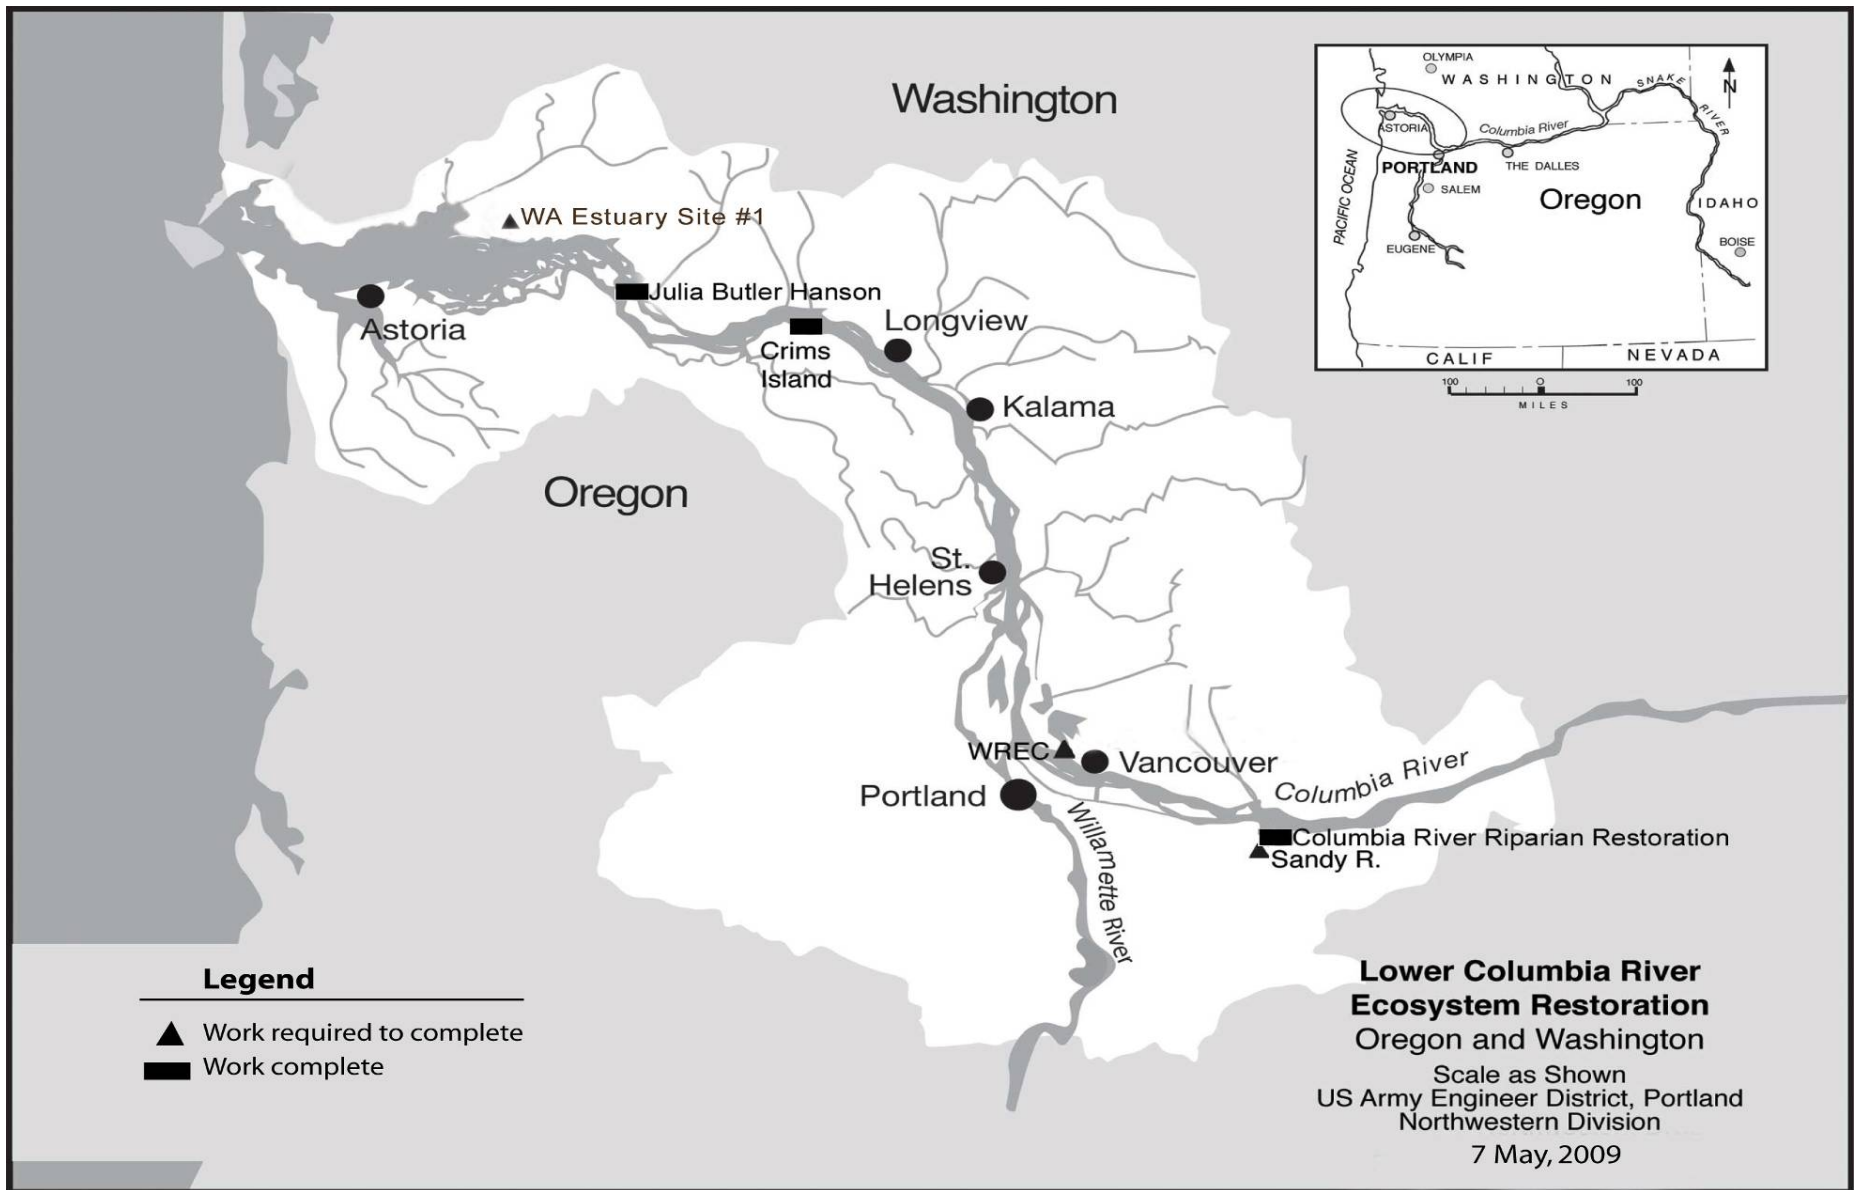 Washington
WA Estuary Site #1
Julia Butler Hanson
Astoria
Longview
Crims
Island
Kalama
Oregon
St.
Helens
WREC
Vancouver
Portland
Columbia River
Willamette River
Columbia River Riparian Restoration
Sandy R.
OLYMPIA
WASHINGTON
SNAKE
RIVER
N
ASTORIA
Columbia River
PORTLAND
THE DALLES
SALEM
Oregon
IDAHO
PACIFIC OCEAN
EUGENE
BOISE
CALIF
NEVADA
100 0 100
MILES
Legend
Work required to complete
Work complete
Lower Columbia River
Ecosystem Restoration
Oregon and Washington
Scale as Shown
US Army Engineer District, Portland
Northwestern Division
7 May, 2009